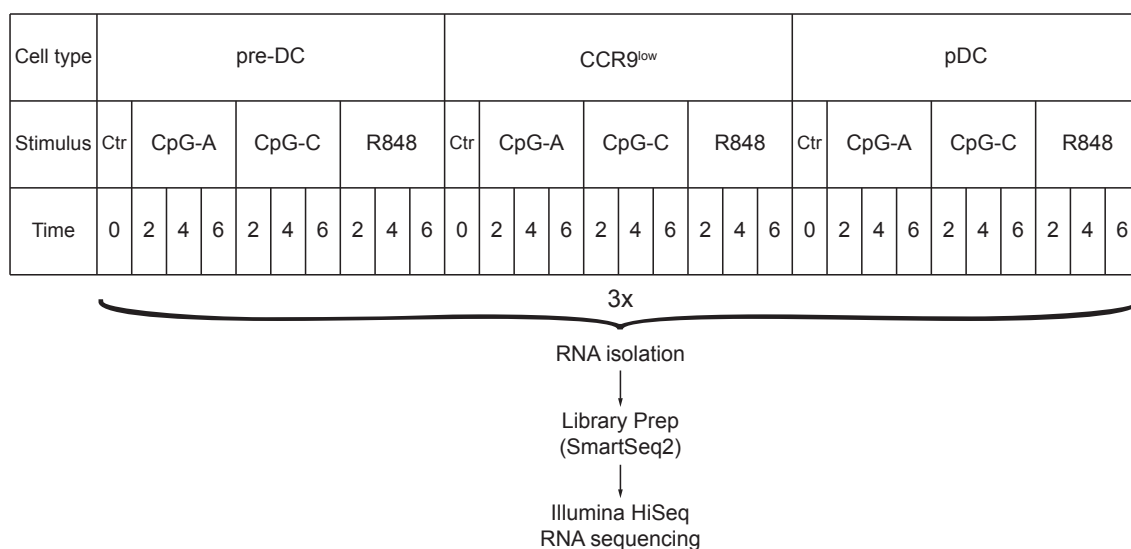 Cell type pre-DC CCR9low pDC
Stimulus Ctr CpG-A CpG-C R848 Ctr CpG-A CpG-C R848 Ctr CpG-A CpG-C R848
Time 0 2 4 6 2 4 6 2 4 6 0 2 4 6 2 4 6 2 4 6 0 2 4 6 2 4 6 2 4 6
3x
RNA isolation
Library Prep
(SmartSeq2)
Illumina HiSeq
RNA sequencing